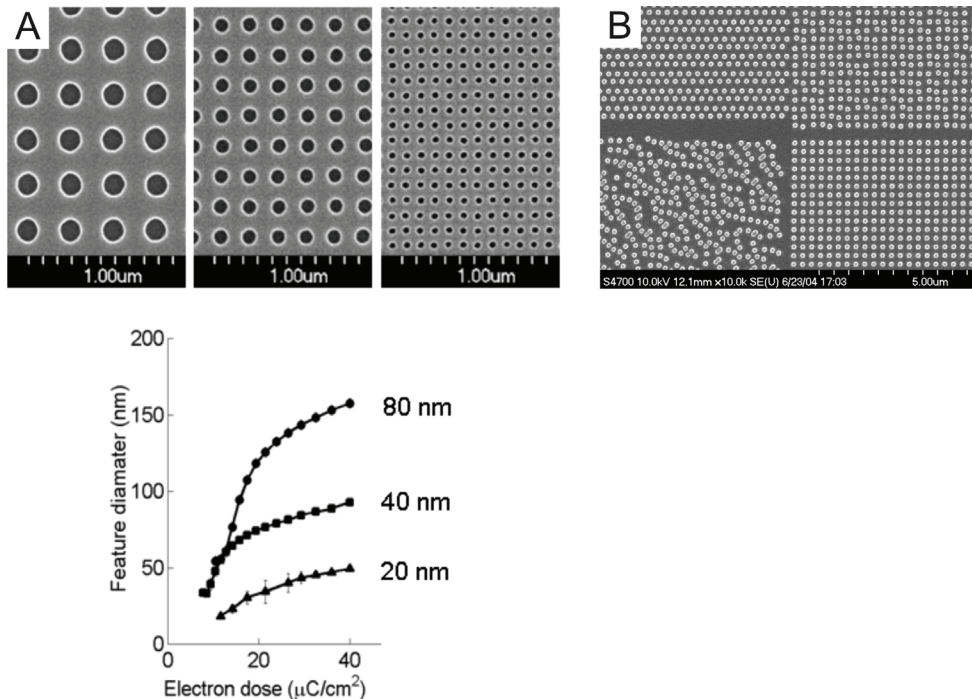 A
1.00um
1.00um
1.00um
B
S4700 10.0kV 12.1mm x10.0k SE(U) 6/23/04 17:03 5.00um
200
150
100
50
0
Feature diamater (nm)
80 nm
40 nm
20 nm
0 20 40
Electron dose (μC/cm²)